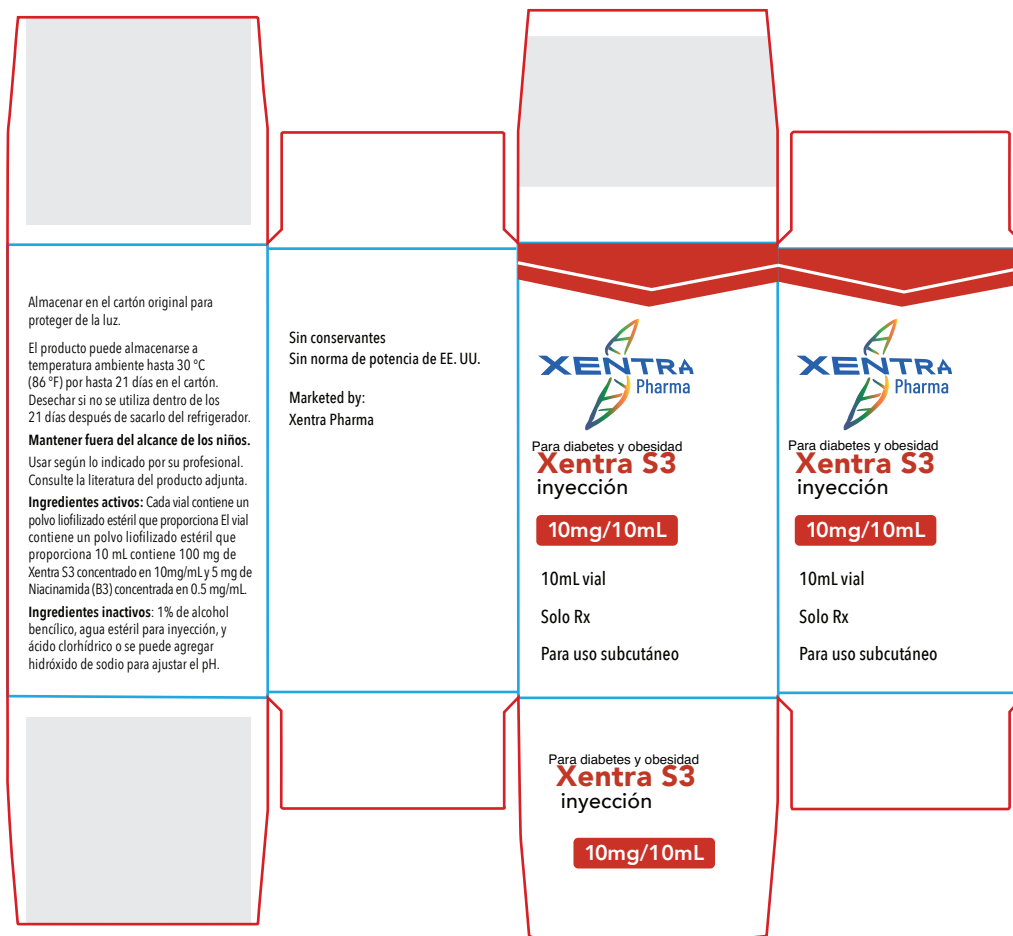 Almacenar en el cartón original para
proteger de la luz.
El producto puede almacenarse a
temperatura ambiente hasta 30 °C
(86 °F) por hasta 21 días en el cartón.
Desechar si no se utiliza dentro de los
21 días después de sacarlo del refrigerador.
Mantener fuera del alcance de los niños.
Usar según lo indicado por su profesional.
Consulte la literatura del producto adjunta.
Ingredientes activos: Cada vial contiene un
polvo liofilizado estéril que proporciona El vial
contiene un polvo liofilizado estéril que
proporciona 10 mL contiene 100 mg de
Xentra S3 concentrado en 10mg/mL y 5 mg de
Niacinamida (B3) concentrada en 0.5 mg/mL.
Ingredientes inactivos: 1% de alcohol
bencílico, agua estéril para inyección, y
ácido clorhídrico o se puede agregar
hidróxido de sodio para ajustar el pH.
Sin conservantes
Sin norma de potencia de EE. UU.
Marketed by:
Xentra Pharma
XENTRA
Pharma
Para diabetes y obesidad
Xentra S3
inyección
10mg/10mL
10mL vial
Solo Rx
Para uso subcutáneo
XENTRA
Pharma
Para diabetes y obesidad
Xentra S3
inyección
10mg/10mL
10mL vial
Solo Rx
Para uso subcutáneo
Para diabetes y obesidad
Xentra S3
inyección
10mg/10mL